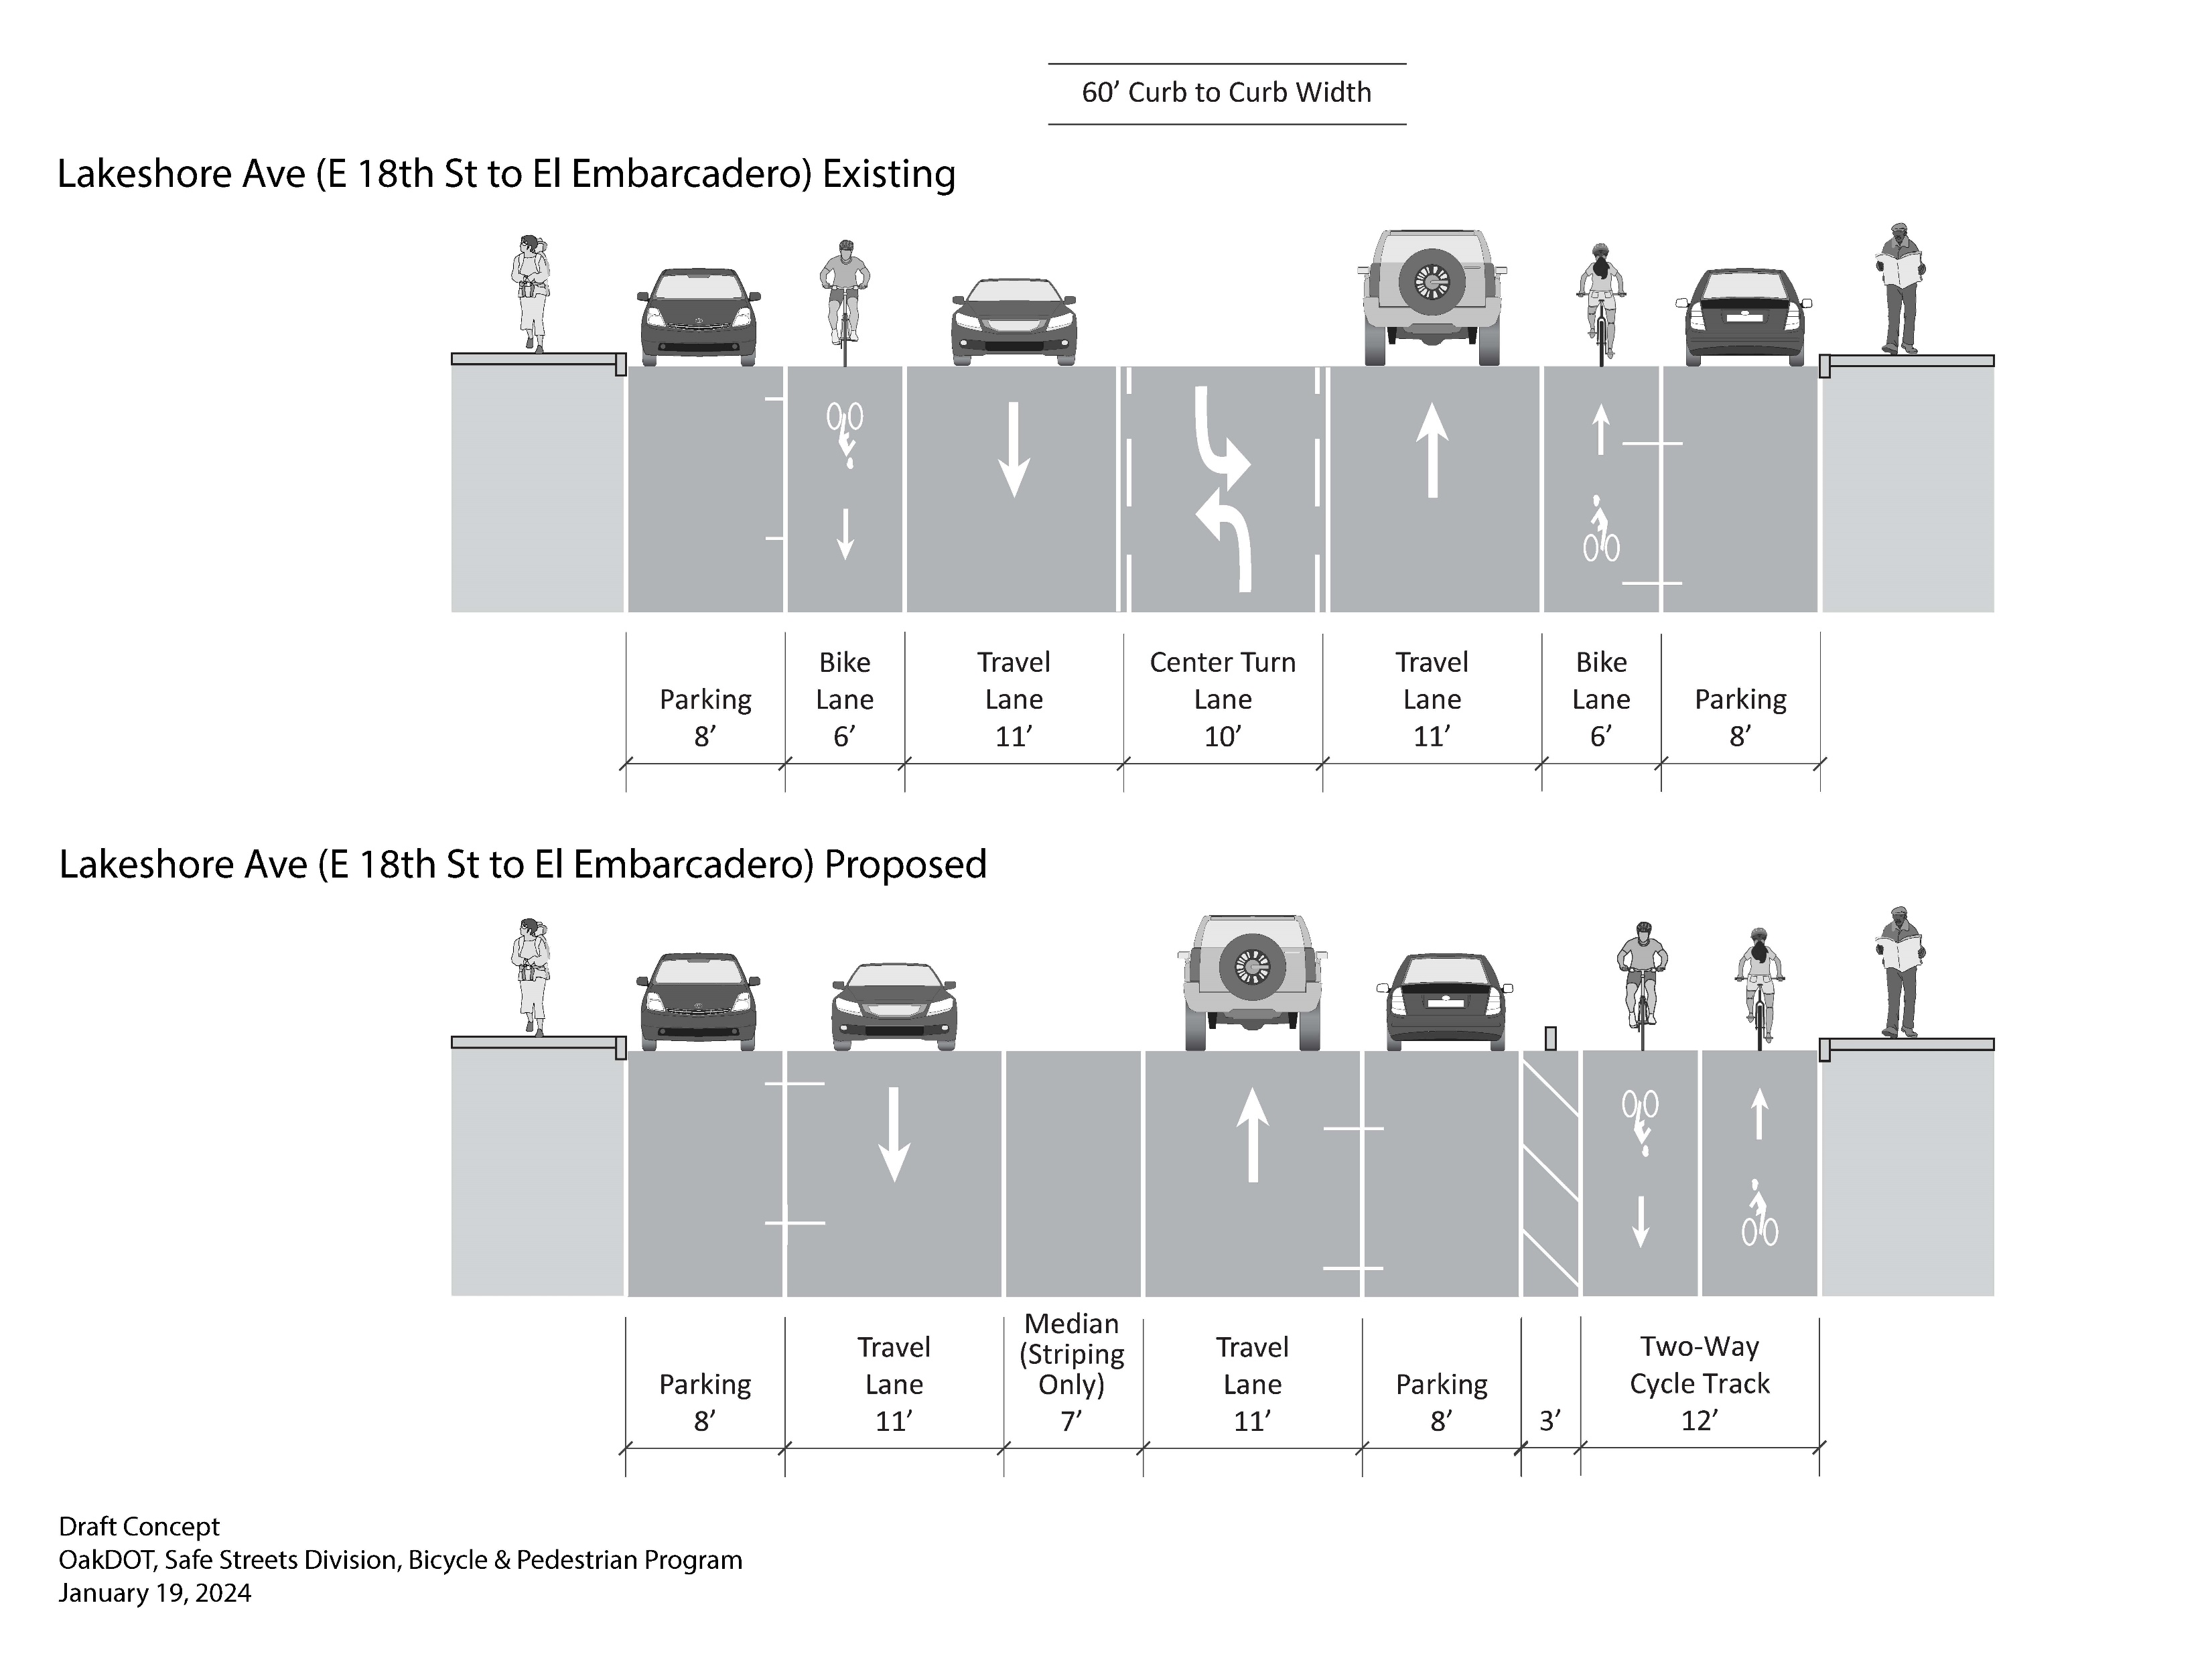 60’ Curb to Curb Width
Lakeshore Ave (E 18th St to El Embarcadero) Existing
Parking
8’
Bike
Lane
6’
Travel
Lane
11’
Center Turn
Lane
10’
Travel
Lane
11’
Bike
Lane
6’
Parking
8’
Lakeshore Ave (E 18th St to El Embarcadero) Proposed
Parking
8’
Travel
Lane
11’
Median
(Striping
Only)
7’
Travel
Lane
11’
Parking
8’
3’
Two-Way
Cycle Track
12’
Draft Concept
OakDOT, Safe Streets Division, Bicycle & Pedestrian Program
January 19, 2024